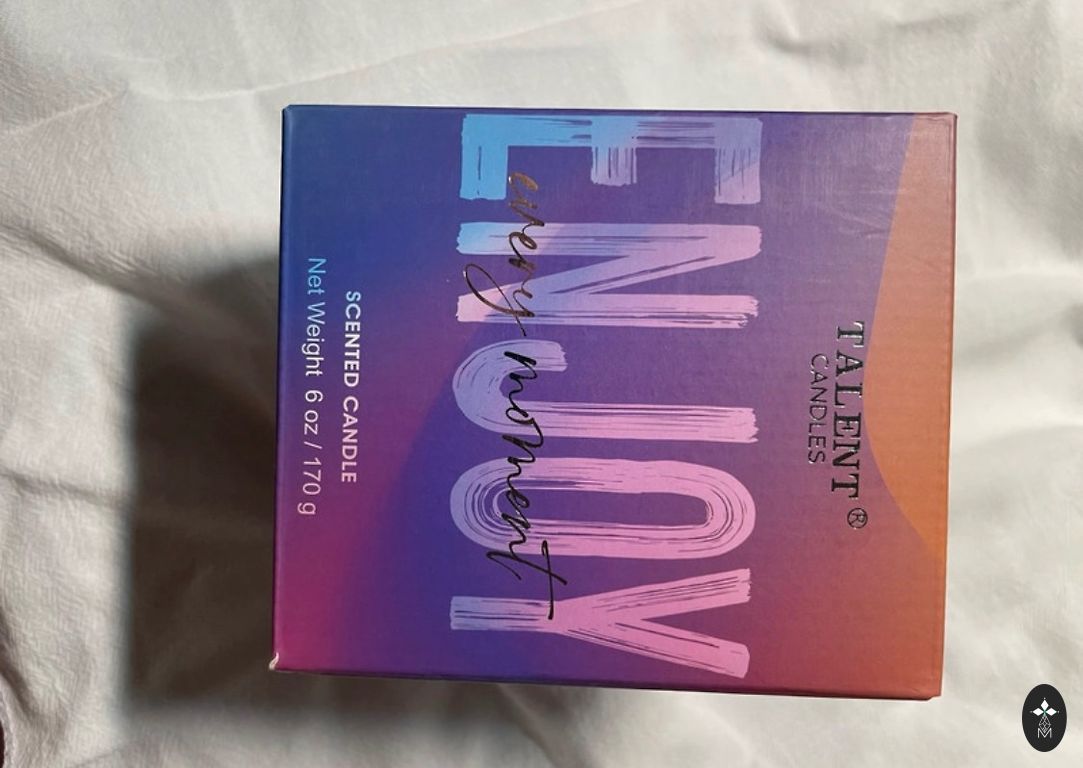 TALENT®
CANDLES
ENJOY
every moment
SCENTED CANDLE
Net Weight 6 oz / 170 g
M